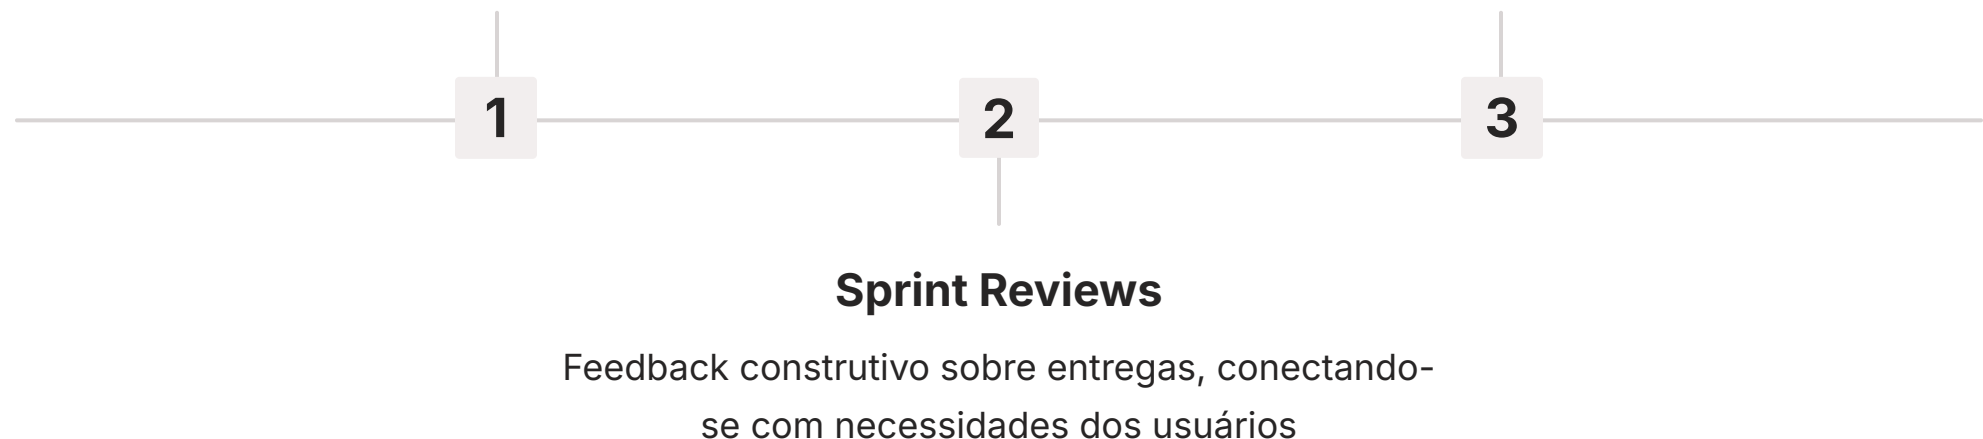 1
2
3
Sprint Reviews
Feedback construtivo sobre entregas, conectando-
se com necessidades dos usuários